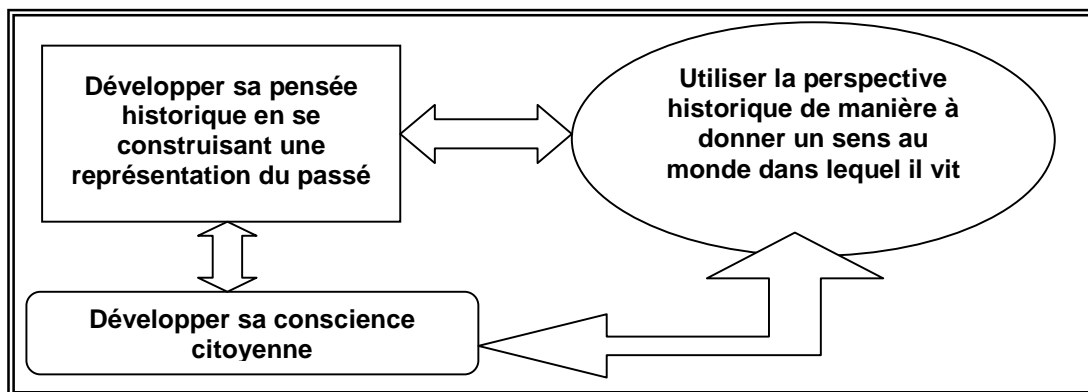 Développer sa pensée
historique en se
construisant une
représentation du passé
Utiliser la perspective
historique de manière à
donner un sens au
monde dans lequel il vit
Développer sa conscience
citoyenne